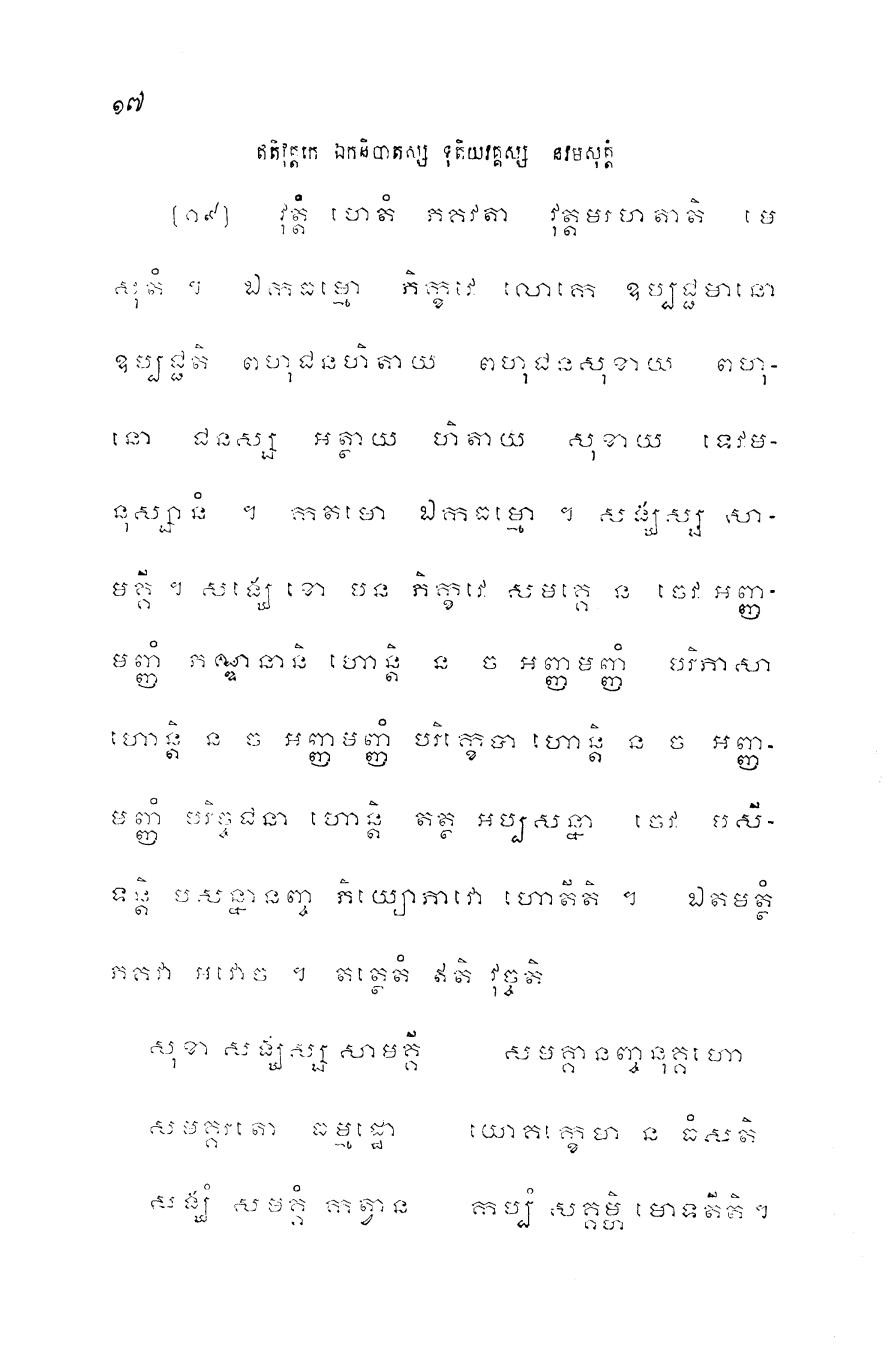 ១៧
ឥតិវុត្តកេ ឯកនិបាតស្ស ទុតិយវគ្គស្ស នវមសុត្តំ
[១៩] វុត្តំ ហេតំ ភគវតា វុត្តមរហតាតិ មេ
សុតំ ។ ឯកធម្មោ ភិក្ខវេ លោកេ ឧប្បជ្ជមានោ
ឧប្បជ្ជតិ ពហុជនហិតាយ ពហុជនសុខាយ ពហុ-
នោ ជនស្ស អត្ថាយ ហិតាយ សុខាយ ទេវម-
នុស្សានំ ។ កតមោ ឯកធម្មោ ។ សង្ឃស្ស សា-
មគ្គី ។ សង្ឃេ ខោ បន ភិក្ខវេ សមគ្គេ ន ចេវ អញ្ញ-
មញ្ញំ ភណ្ឌនានិ ហោន្តិ ន ច អញ្ញមញ្ញំ បរិភាសា
ហោន្តិ ន ច អញ្ញមញ្ញំ បរិក្ខេបា ហោន្តិ ន ច អញ្ញ-
មញ្ញំ បរិច្ចជនា ហោន្តិ តត្ថ អប្បសន្នា ចេវ បសី-
ទន្តិ បសន្នានញ្ច ភិយ្យោភាវោ ហោតីតិ ។ ឯតមត្ថំ
ភគវា អវោច ។ តត្ថេតំ ឥតិ វុច្ចតិ
សុខា សង្ឃស្ស សាមគ្គី សមគ្គានញ្ចនុគ្គហោ
សមគ្គរតោ ធម្មដ្ឋោ យោគក្ខេមា ន ធំសតិ
សង្ឃំ សមគ្គំ កត្វាន កប្បំ សគ្គម្ហិ មោទតីតិ ។